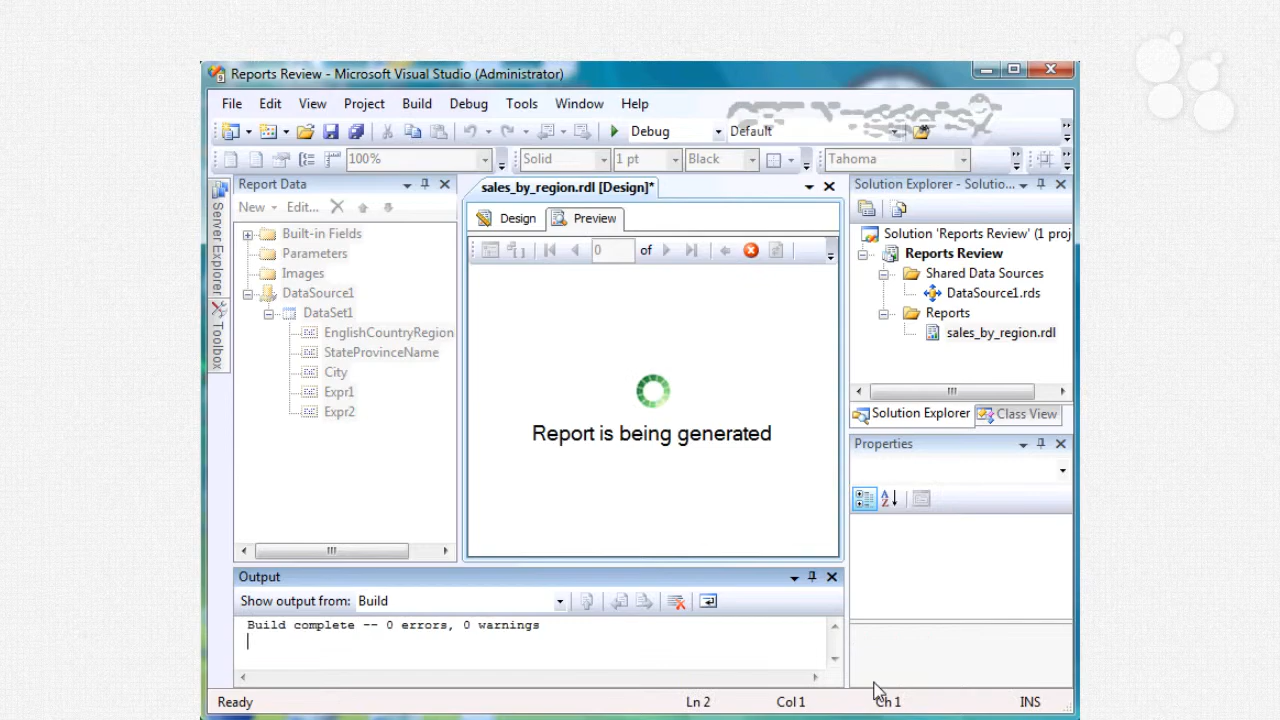 Reports Review - Microsoft Visual Studio (Administrator)
File Edit View Project Build Debug Tools Window Help
Debug Default
100% Solid 1 pt Black Tahoma
Server Explorer
Toolbox
Report Data
New Edit...
Built-in Fields
Parameters
Images
DataSource1
DataSet1
EnglishCountryRegion
StateProvinceName
City
Expr1
Expr2
sales_by_region.rdl [Design]*
Design Preview
0 of
Report is being generated
Solution Explorer - Solutio...
Solution 'Reports Review' (1 proj
Reports Review
Shared Data Sources
DataSource1.rds
Reports
sales_by_region.rdl
Solution Explorer Class View
Properties
Output
Show output from: Build
Build complete -- 0 errors, 0 warnings
Ready Ln 2 Col 1 Ch 1 INS